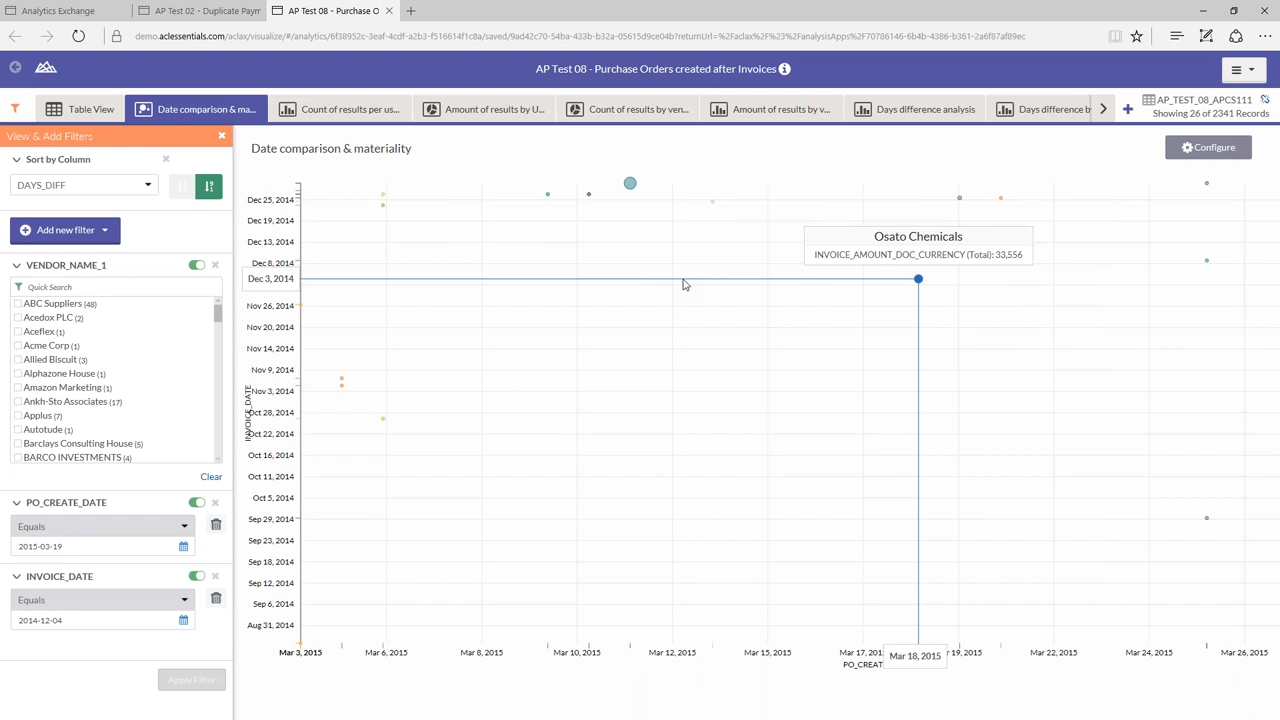 Analytics Exchange
AP Test 02 - Duplicate Paym
AP Test 08 - Purchase O
demo.aclessentials.com/aclax/visualize/#/analytics/6f38952c-3eaf-4cdf-a2b3-f516614f1c8a/saved/9ad42c70-54ba-433b-b32a-05615d9ce04b?returnUrl=%2Faclax%2F%23%2FanalysisApps%2F70786146-6b4b-4386-b361-2a6f87af89ec
AP Test 08 - Purchase Orders created after Invoices
Table View
Date comparison & ma...
Count of results per us...
Amount of results by U...
Count of results by ven...
Amount of results by v...
Days difference analysis
Days difference b
AP_TEST_08_APCS111
Showing 26 of 2341 Records
View & Add Filters
Sort by Column
DAYS_DIFF
Add new filter
VENDOR_NAME_1
Quick Search
ABC Suppliers (48)
Acedox PLC (2)
Aceflex (1)
Acme Corp (1)
Allied Biscuit (3)
Alphazone House (1)
Amazon Marketing (1)
Ankh-Sto Associates (17)
Applus (7)
Autotude (1)
Barclays Consulting House (5)
BARCO INVESTMENTS (4)
Clear
PO_CREATE_DATE
Equals
2015-03-19
INVOICE_DATE
Equals
2014-12-04
Apply Filter
Date comparison & materiality
Configure
Dec 25, 2014
Dec 19, 2014
Dec 13, 2014
Dec 8, 2014
Dec 3, 2014
Nov 26, 2014
Nov 20, 2014
Nov 14, 2014
Nov 9, 2014
Nov 3, 2014
Oct 28, 2014
Oct 22, 2014
Oct 16, 2014
Oct 11, 2014
Oct 5, 2014
Sep 29, 2014
Sep 23, 2014
Sep 18, 2014
Sep 12, 2014
Sep 6, 2014
Aug 31, 2014
INVOICE_DATE
Osato Chemicals
INVOICE_AMOUNT_DOC_CURRENCY (Total): 33,556
Mar 3, 2015
Mar 6, 2015
Mar 8, 2015
Mar 10, 2015
Mar 12, 2015
Mar 15, 2015
Mar 17,
Mar 18, 2015
19, 2015
Mar 22, 2015
Mar 24, 2015
Mar 26, 2015
PO_CREAT